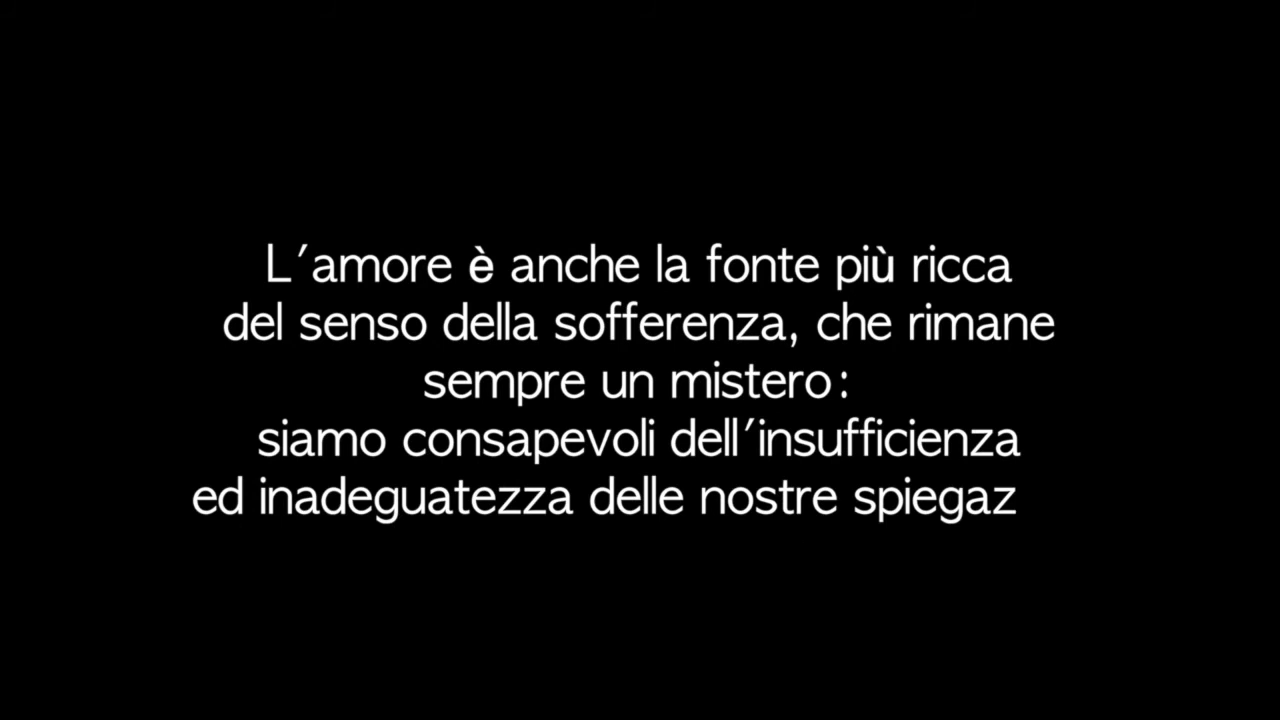 L'amore è anche la fonte più ricca
del senso della sofferenza, che rimane
sempre un mistero:
siamo consapevoli dell'insufficienza
ed inadeguatezza delle nostre spiegaz